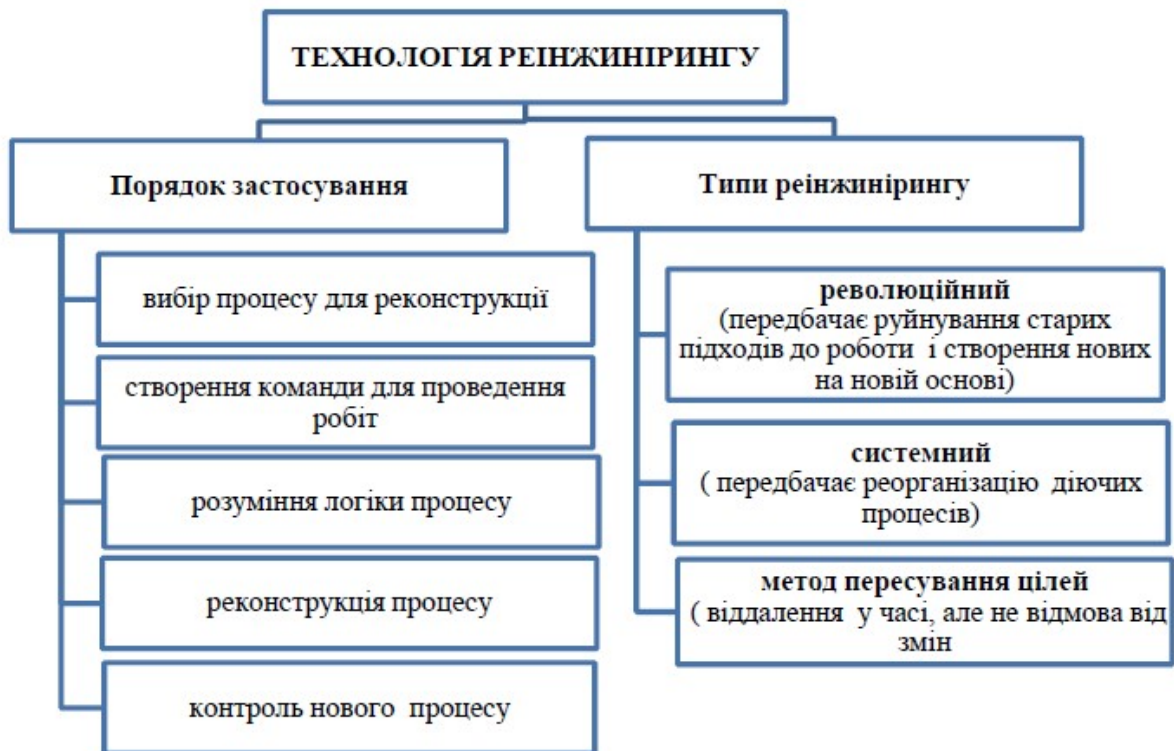 ТЕХНОЛОГІЯ РЕІНЖИНІРИНГУ
Порядок застосування
вибір процесу для реконструкції
створення команди для проведення
робіт
розуміння логіки процесу
реконструкція процесу
контроль нового процесу
Типи реінжинірингу
революційний
(передбачає руйнування старих
підходів до роботи і створення нових
на новій основі)
системний
( передбачає реорганізацію діючих
процесів)
метод пересування цілей
( віддалення у часі, але не відмова від
змін